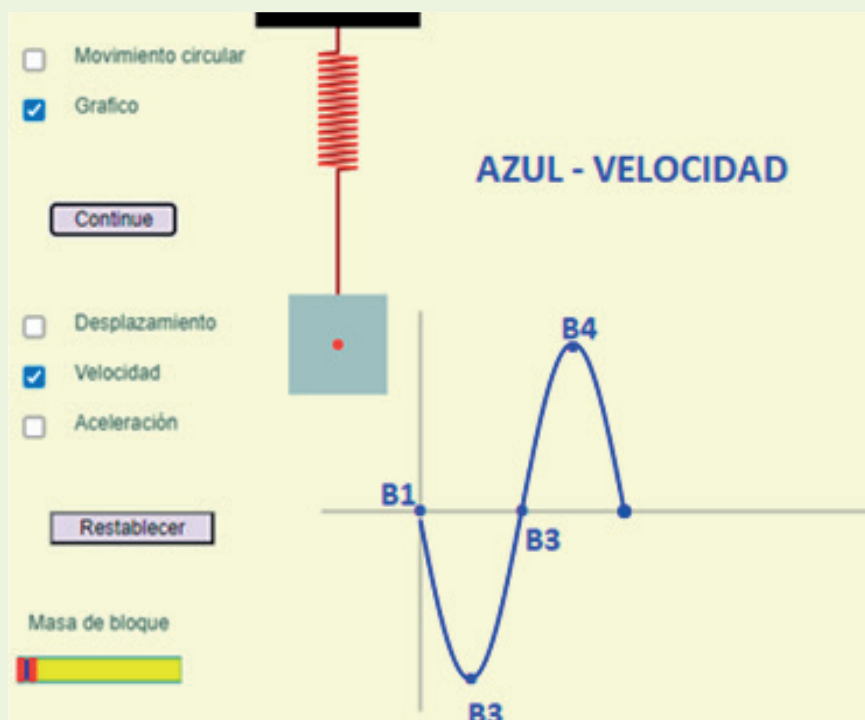 Movimiento circular
Grafico
AZUL - VELOCIDAD
Continue
Desplazamiento
Velocidad
Aceleración
B4
B1
B3
Restablecer
Masa de bloque
B3